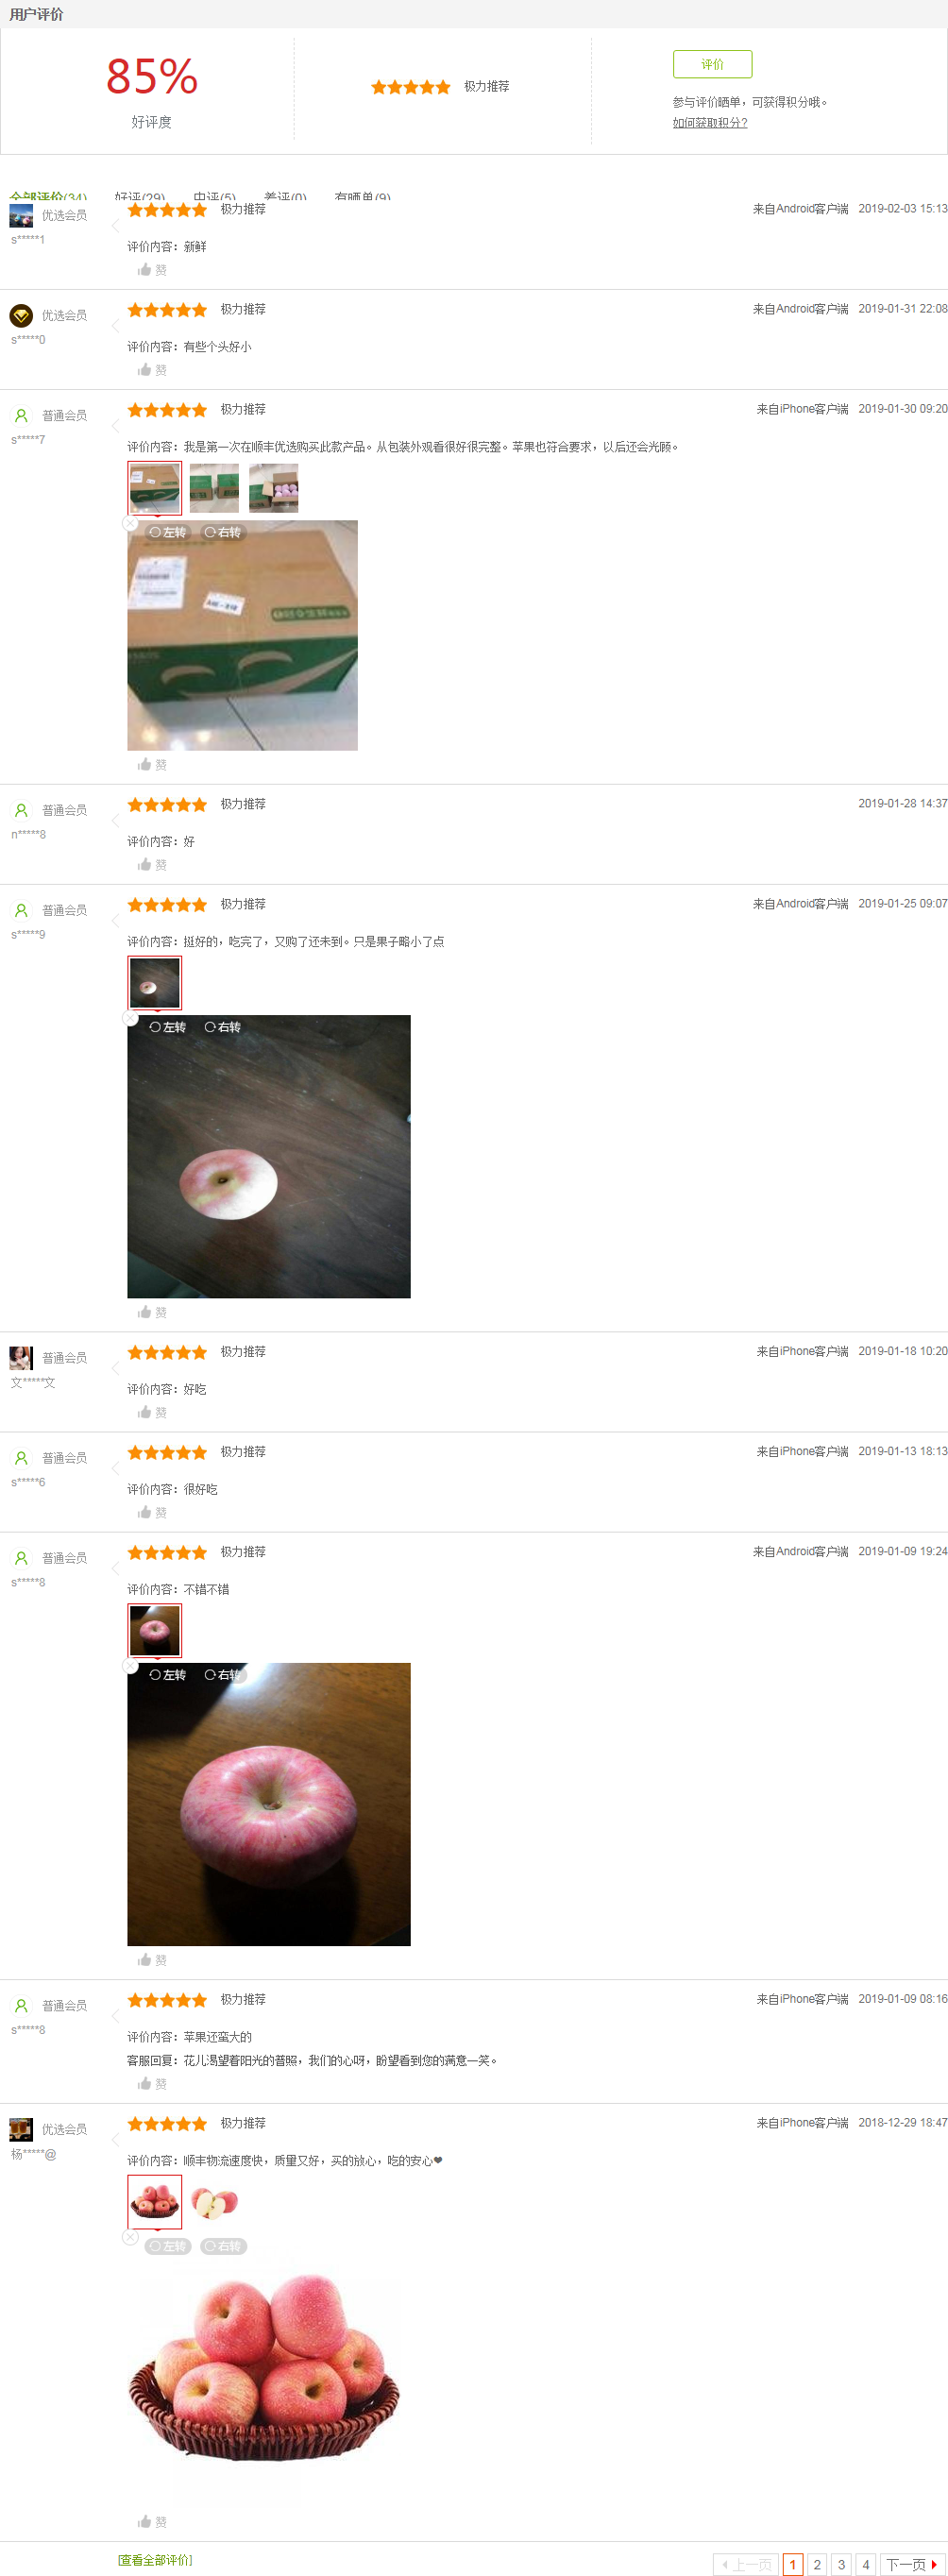 用户评价
85%
好评度
极力推荐
评价
参与评价晒单，可获得积分哦。
如何获取积分？
全部评价(34) 好评(29) 中评(5) 差评(0) 有晒单(9)
优选会员 极力推荐 来自Android客户端 2019-02-03 15:13
s*****1
评价内容：新鲜
赞
优选会员 极力推荐 来自Android客户端 2019-01-31 22:08
s*****0
评价内容：有些个头好小
赞
普通会员 极力推荐 来自iPhone客户端 2019-01-30 09:20
s*****7
评价内容：我是第一次在顺丰优选购买此款产品。从包装外观看很好很完整。苹果也符合要求，以后还会光顾。
左转 右转
赞
普通会员 极力推荐 2019-01-28 14:37
n*****8
评价内容：好
赞
普通会员 极力推荐 来自Android客户端 2019-01-25 09:07
s*****9
评价内容：挺好的，吃完了，又购了还未到。只是果子略小了点
左转 右转
赞
普通会员 极力推荐 来自iPhone客户端 2019-01-18 10:20
文*****文
评价内容：好吃
赞
普通会员 极力推荐 来自iPhone客户端 2019-01-13 18:13
s*****6
评价内容：很好吃
赞
普通会员 极力推荐 来自Android客户端 2019-01-09 19:24
s*****8
评价内容：不错不错
左转 右转
赞
普通会员 极力推荐 来自iPhone客户端 2019-01-09 08:16
s*****8
评价内容：苹果还蛮大的
客服回复：花儿渴望着阳光的普照，我们的心呀，盼望看到您的满意一笑。
赞
优选会员 极力推荐 来自iPhone客户端 2018-12-29 18:47
杨*****@
评价内容：顺丰物流速度快，质量又好，买的放心，吃的安心❤
左转 右转
赞
[查看全部评价] 上一页 1 2 3 4 下一页